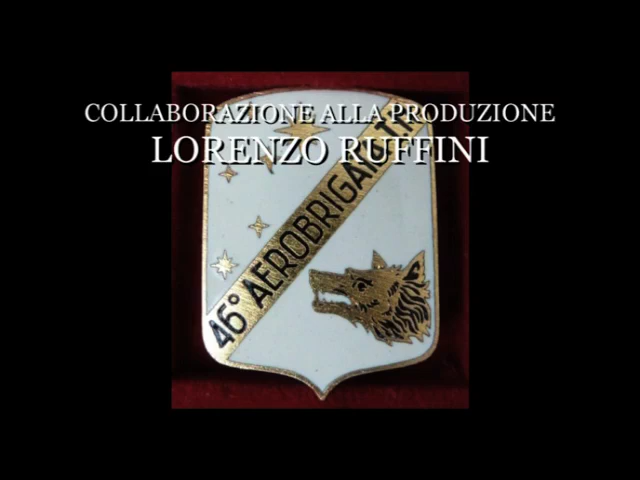 COLLABORAZIONE ALLA PRODUZIONE
LORENZO RUFFINI
46° AEROBRIGATA T.